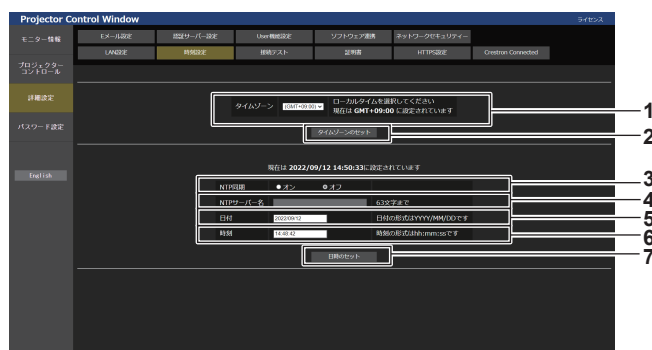 Projector Control Window
ライセンス
モニター情報
プロジェクター
コントロール
詳細設定
パスワード設定
English
Eメール設定
認証サーバー設定
User機能設定
ソフトウェア連携
ネットワークセキュリティー
LAN設定
時刻設定
接続テスト
証明書
HTTPS設定
Crestron Connected
タイムゾーン
(GMT+09:00)
ローカルタイムを選択してください
現在は GMT+09:00 に設定されています
1
タイムゾーンのセット
2
現在は 2022/09/12 14:50:33に設定されています
NTP同期
オン
オフ
3
NTPサーバー名
63文字まで
4
日付
2022/09/12
日付の形式はYYYY/MM/DDです
5
時刻
14:48:42
時刻の形式はhh:mm:ssです
6
日時のセット
7